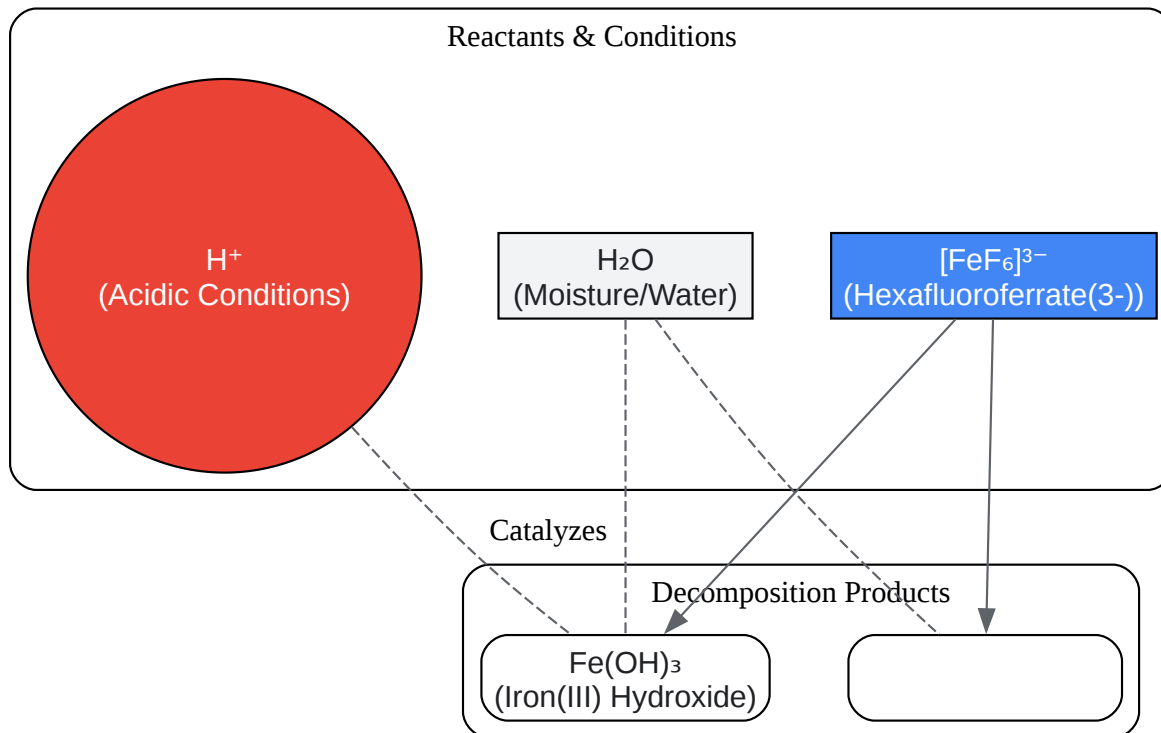 Reactants & Conditions
H⁺
(Acidic Conditions)
H₂O
(Moisture/Water)
[FeF₆]³⁻
(Hexafluoroferrate(3-))
Catalyzes
Decomposition Products
Fe(OH)₃
(Iron(III) Hydroxide)